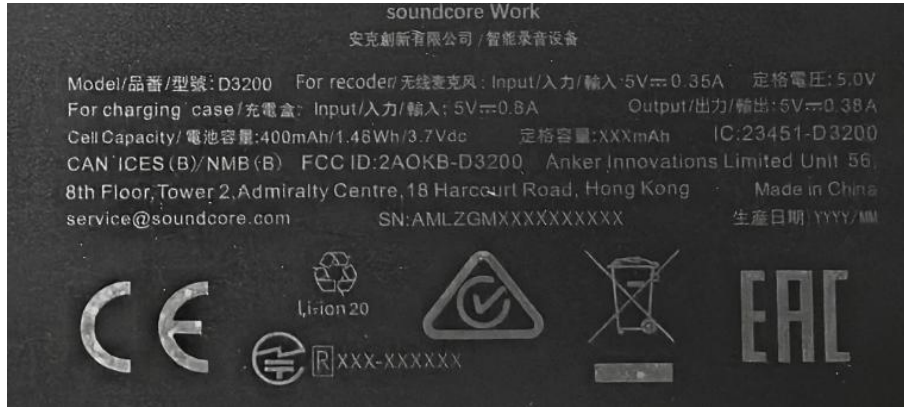 soundcore Work
安克創新有限公司 / 智能录音设备
Model/品番/型號: D3200 For recoder/无线麦克风: Input/入力/輸入:5V⎓0.35A 定格電圧: 5.0V
For charging case/充電盒: Input/入力/輸入: 5V⎓0.8A Output/出力/輸出:5V⎓0.38A
Cell Capacity/ 電池容量:400mAh/1.46Wh/3.7Vdc 定格容量:XXXmAh IC:23451-D3200
CAN ICES (B)/NMB (B) FCC ID:2AOKB-D3200 Anker Innovations Limited Unit 56,
8th Floor,Tower 2,Admiralty Centre,18 Harcourt Road, Hong Kong Made in China
service@soundcore.com SN:AMLZGMXXXXXXXXXXX 生產日期 YYYY/MM
CE
Li-ion 20
EAC
R XXX-XXXXXX